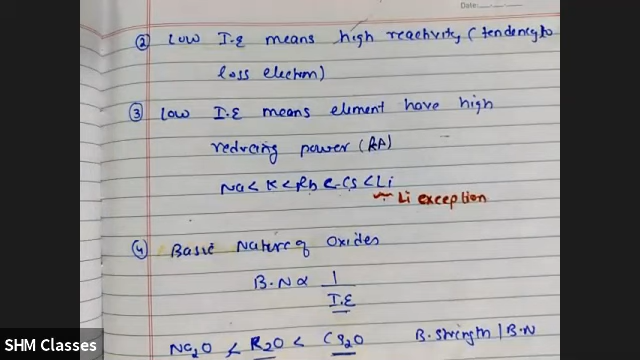 Date:
② Low I.E means high reactivity (tendency to
loss electron)
③ Low I.E means element have high
reducing power (RA)
Na < K < Rb < Cs < Li
Li exception
④ Basic Nature of Oxides
B.N ∝ 1
I.E
Na2O < K2O < Cs2O B.strength | B.N
SHM Classes